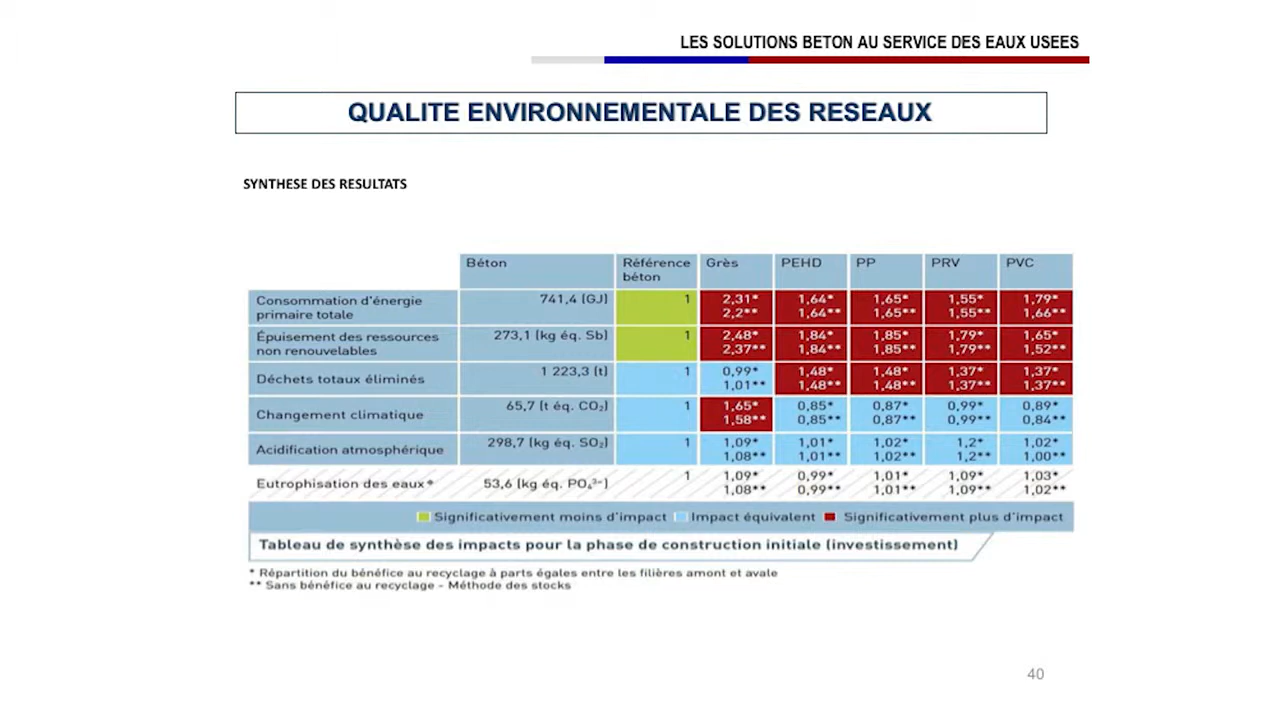 LES SOLUTIONS BETON AU SERVICE DES EAUX USEES
QUALITE ENVIRONNEMENTALE DES RESEAUX
SYNTHESE DES RESULTATS
Béton Référence béton Grès PEHD PP PRV PVC
Consommation d'énergie primaire totale 741,4 (GJ) 1 2,31* 1,64* 1,65* 1,55* 1,79*
2,2** 1,64** 1,65** 1,55** 1,66**
Épuisement des ressources non renouvelables 273,1 (kg éq. Sb) 1 2,48* 1,84* 1,85* 1,79* 1,65*
2,37** 1,84** 1,85** 1,79** 1,52**
Déchets totaux éliminés 1 223,3 (t) 1 0,99* 1,48* 1,48* 1,37* 1,37*
1,01** 1,48** 1,48** 1,37** 1,37**
Changement climatique 65,7 (t éq. CO₂) 1 1,65* 0,85* 0,87* 0,99* 0,89*
1,58** 0,85** 0,87** 0,99** 0,84**
Acidification atmosphérique 298,7 (kg éq. SO₂) 1 1,09* 1,01* 1,02* 1,2* 1,02*
1,08** 1,01** 1,02** 1,2** 1,00**
Eutrophisation des eaux* 53,6 (kg éq. PO₄³⁻) 1 1,09* 0,99* 1,01* 1,09* 1,03*
1,08** 0,99** 1,01** 1,09** 1,02**
Significativement moins d'impact Impact équivalent Significativement plus d'impact
Tableau de synthèse des impacts pour la phase de construction initiale (investissement)
* Répartition du bénéfice au recyclage à parts égales entre les filières amont et avale
** Sans bénéfice au recyclage - Méthode des stocks
40